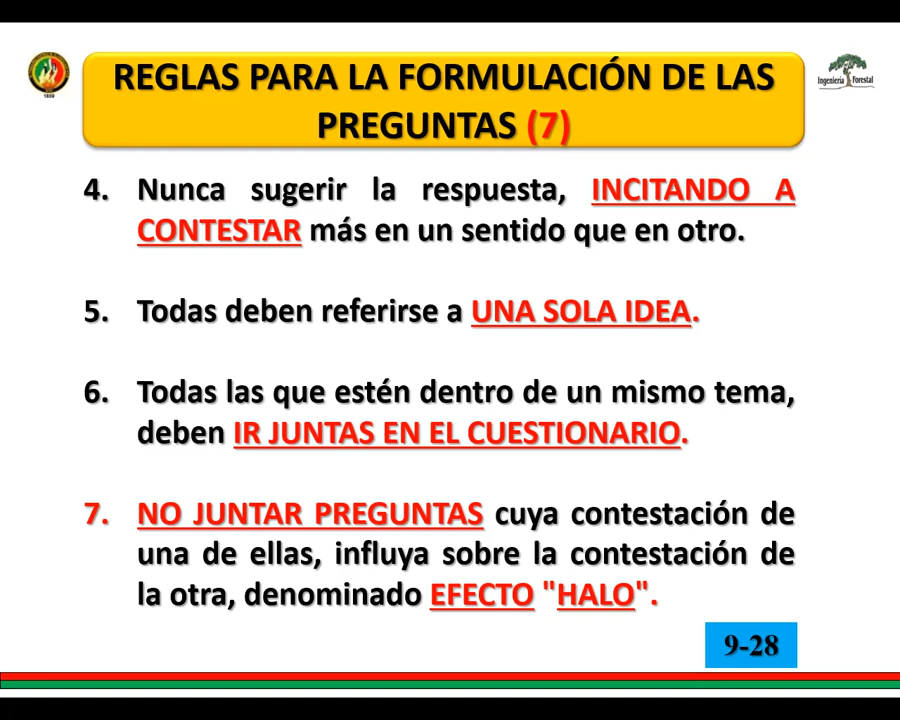 REGLAS PARA LA FORMULACIÓN DE LAS
PREGUNTAS (7)
1859
Ingeniería Forestal
4. Nunca sugerir la respuesta, INCITANDO A
CONTESTAR más en un sentido que en otro.
5. Todas deben referirse a UNA SOLA IDEA.
6. Todas las que estén dentro de un mismo tema,
deben IR JUNTAS EN EL CUESTIONARIO.
7. NO JUNTAR PREGUNTAS cuya contestación de
una de ellas, influya sobre la contestación de
la otra, denominado EFECTO "HALO".
9-28